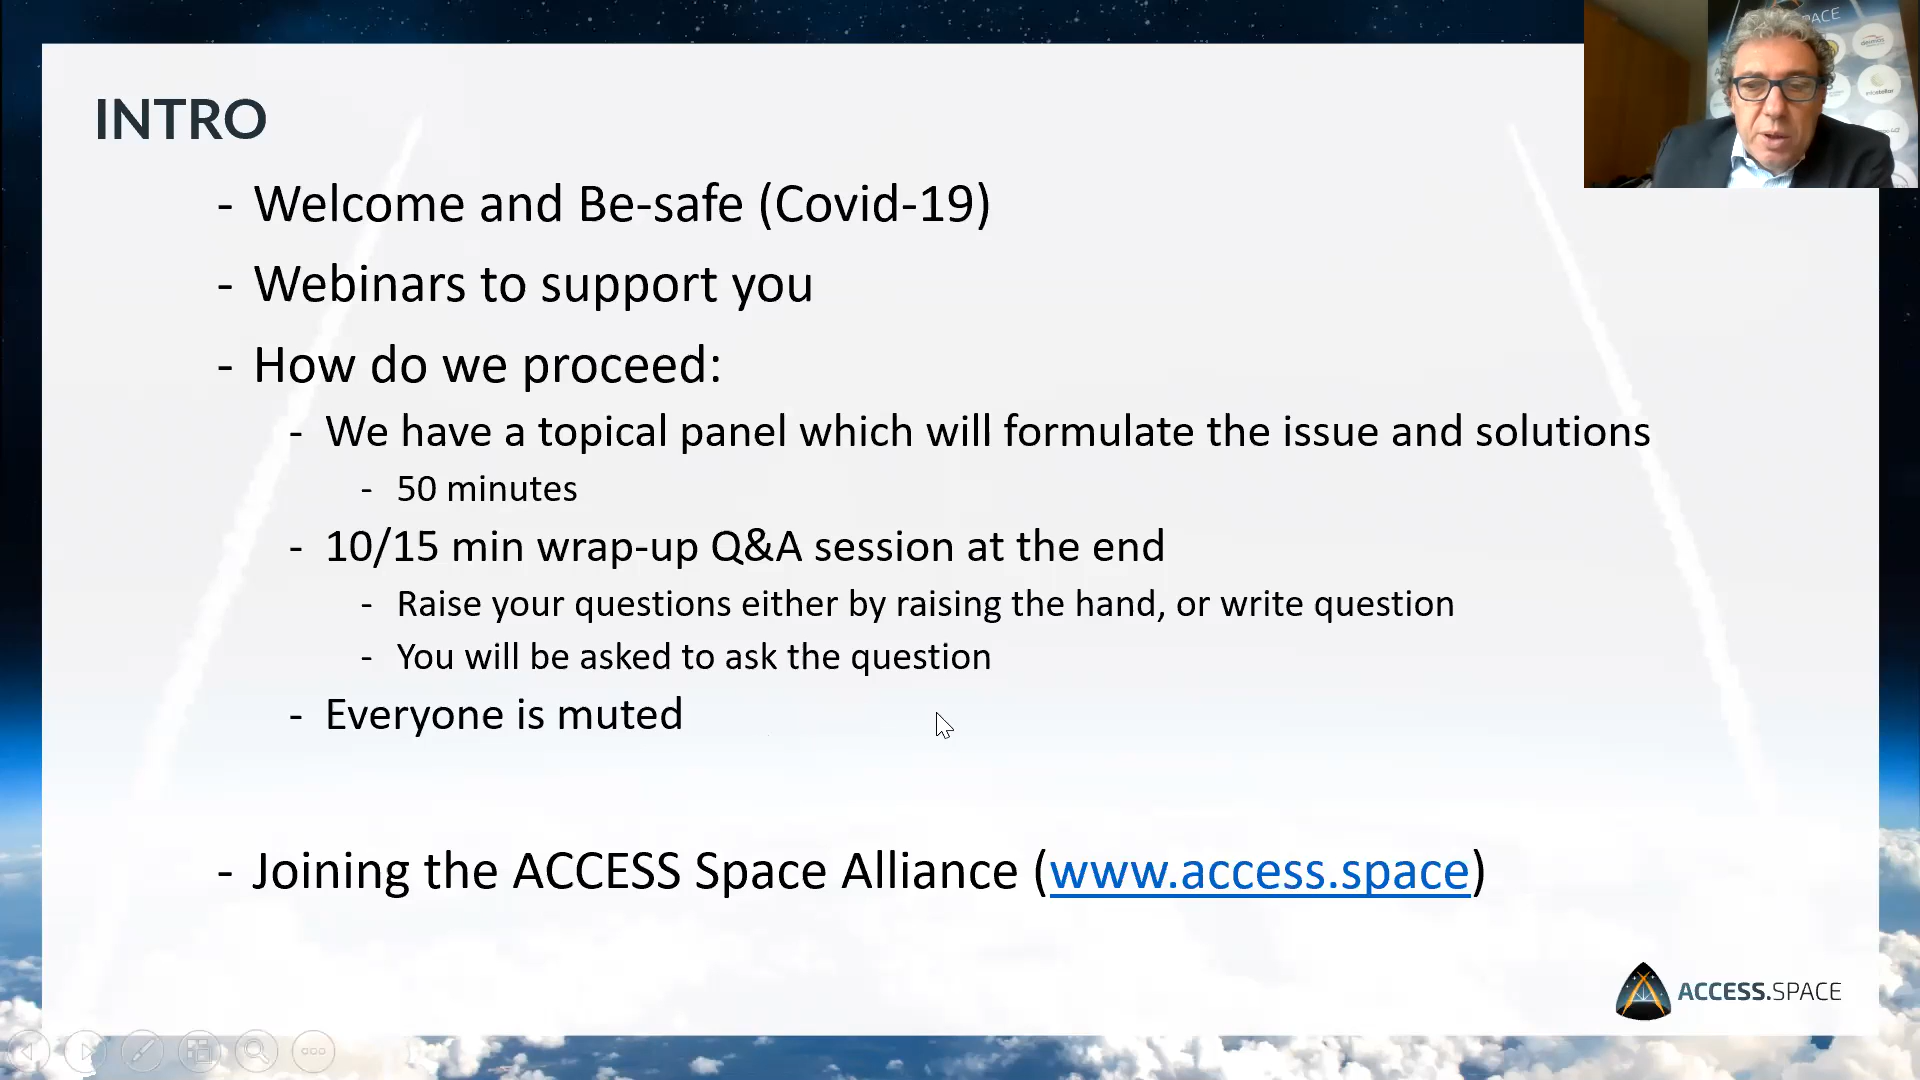 INTRO
- Welcome and Be-safe (Covid-19)
- Webinars to support you
- How do we proceed:
- We have a topical panel which will formulate the issue and solutions
- 50 minutes
- 10/15 min wrap-up Q&A session at the end
- Raise your questions either by raising the hand, or write question
- You will be asked to ask the question
- Everyone is muted
- Joining the ACCESS Space Alliance (www.access.space)
ACCESS.SPACE